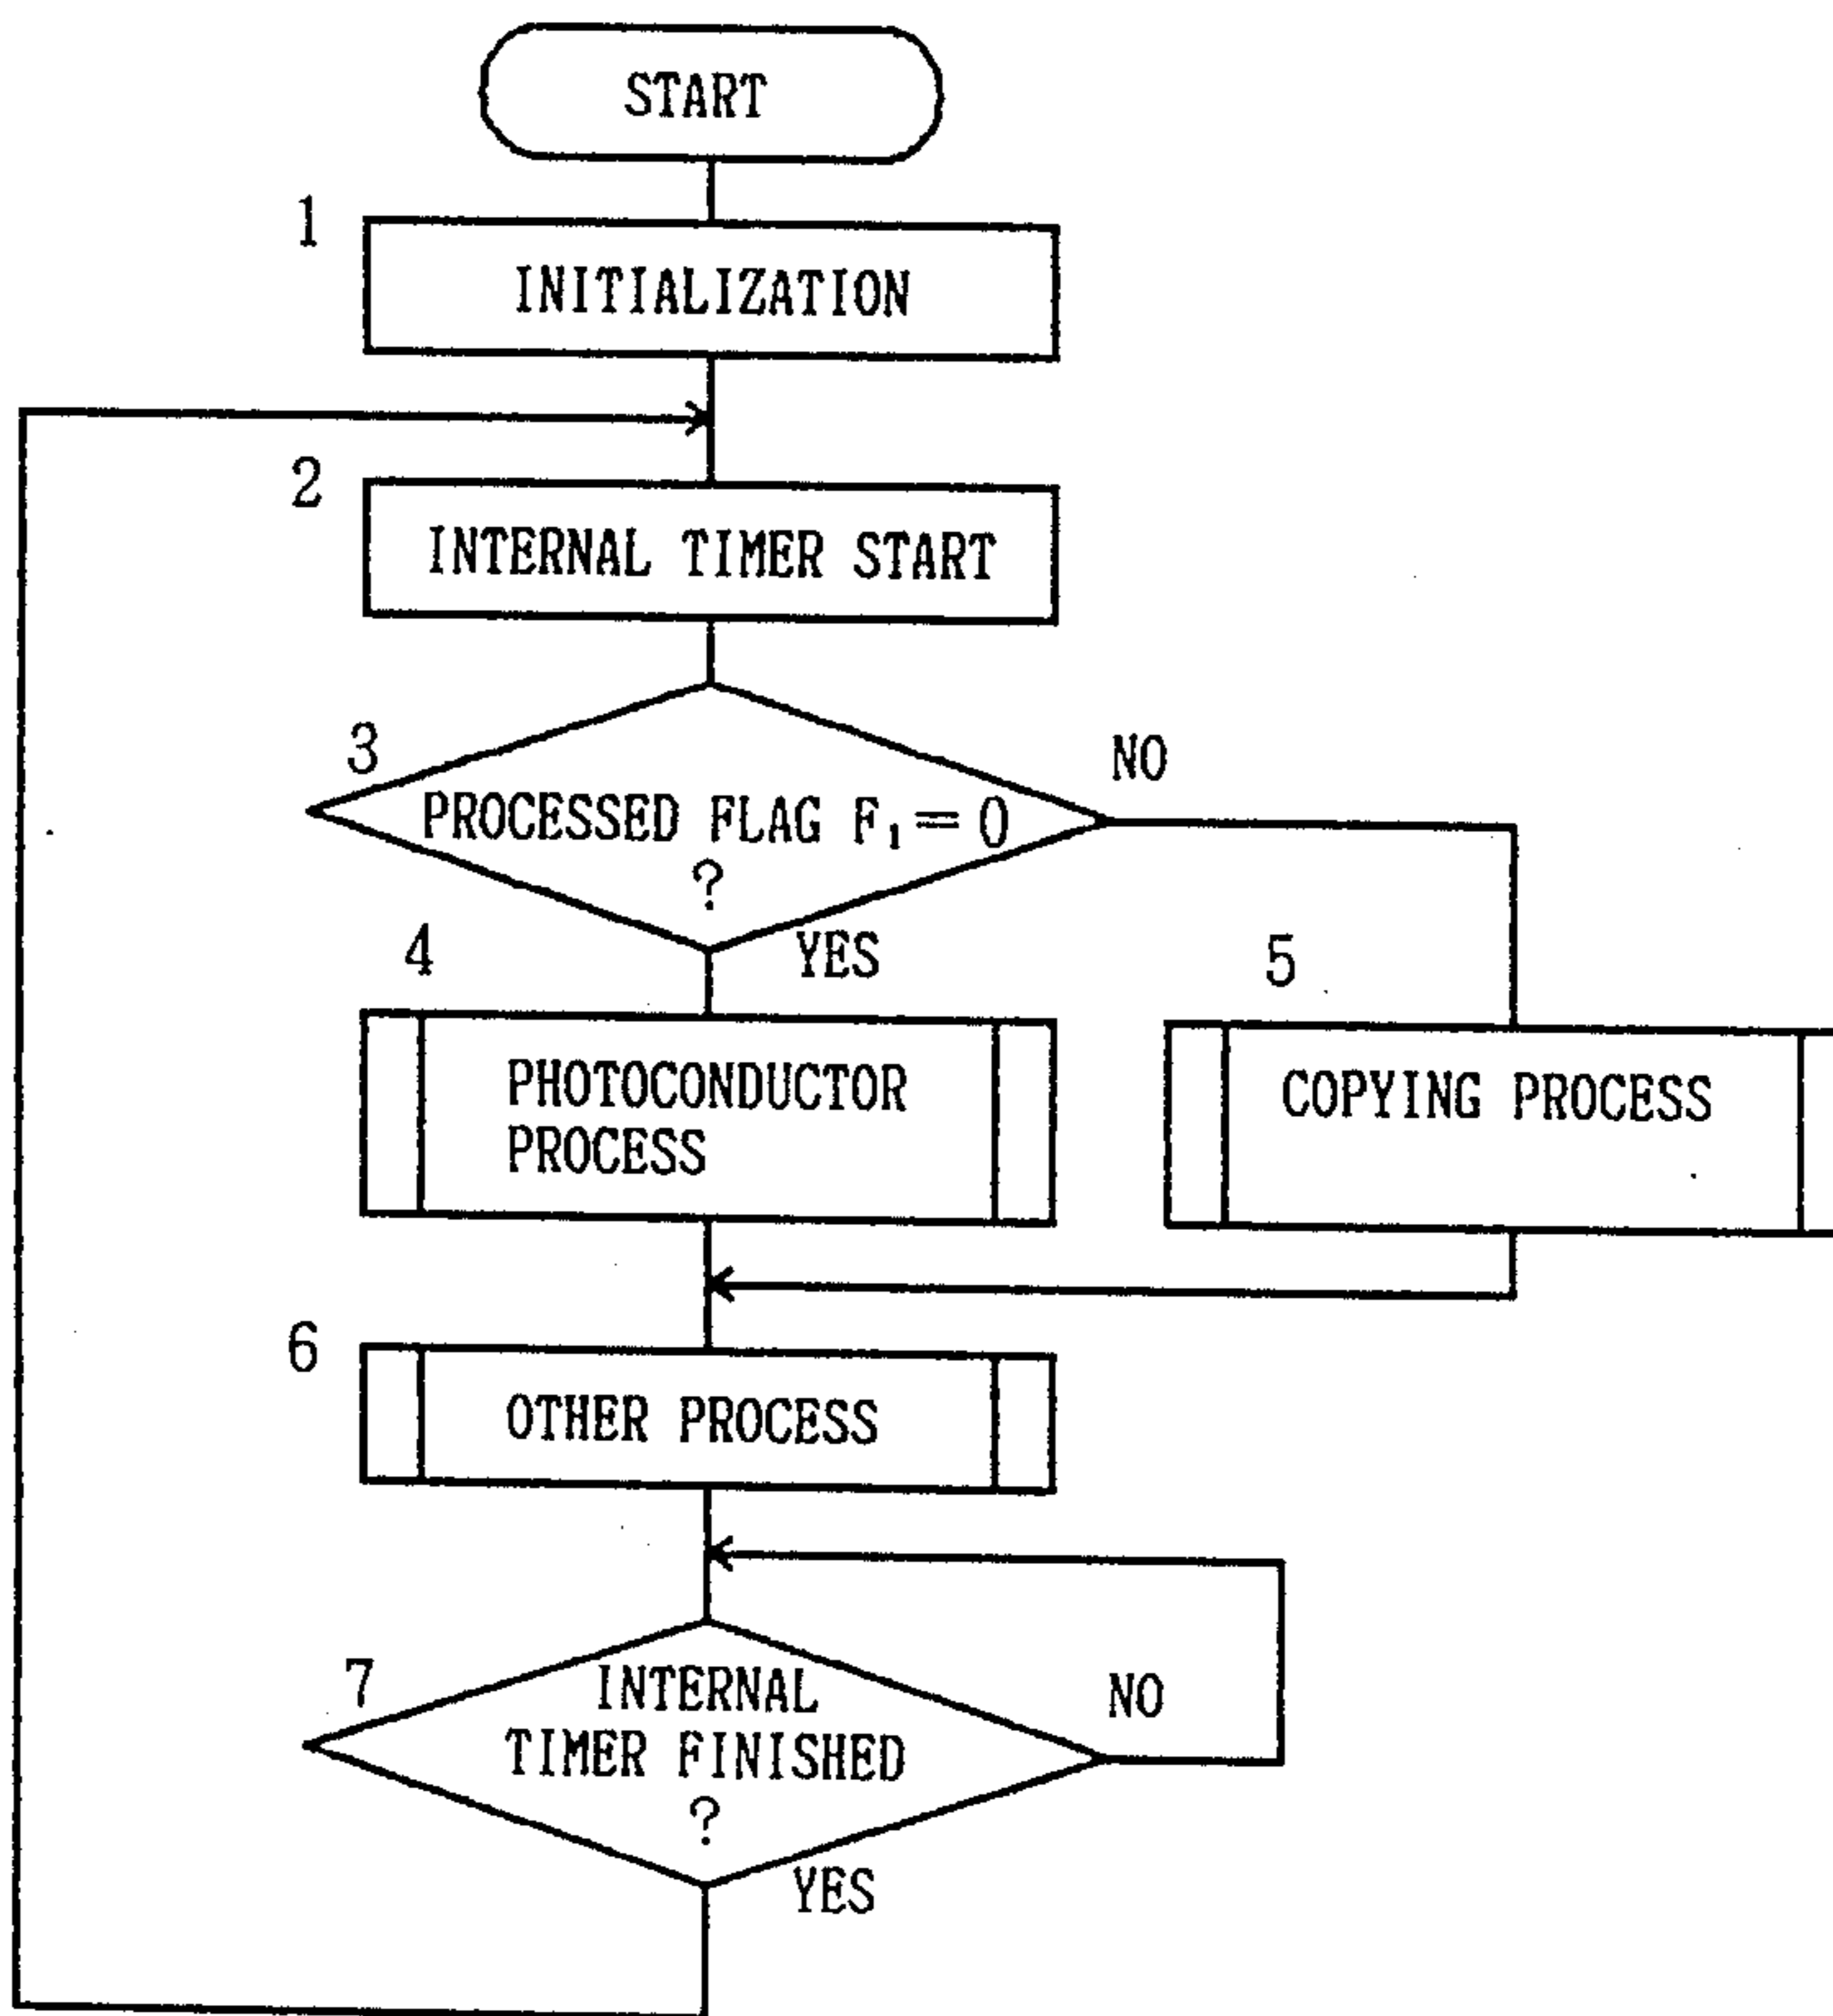 START
1
INITIALIZATION
2
INTERNAL TIMER START
3
NO
PROCESSED FLAG F₁ = 0
?
YES
4
5
PHOTOCONDUCTOR
PROCESS
COPYING PROCESS
6
OTHER PROCESS
7
INTERNAL
NO
TIMER FINISHED
?
YES